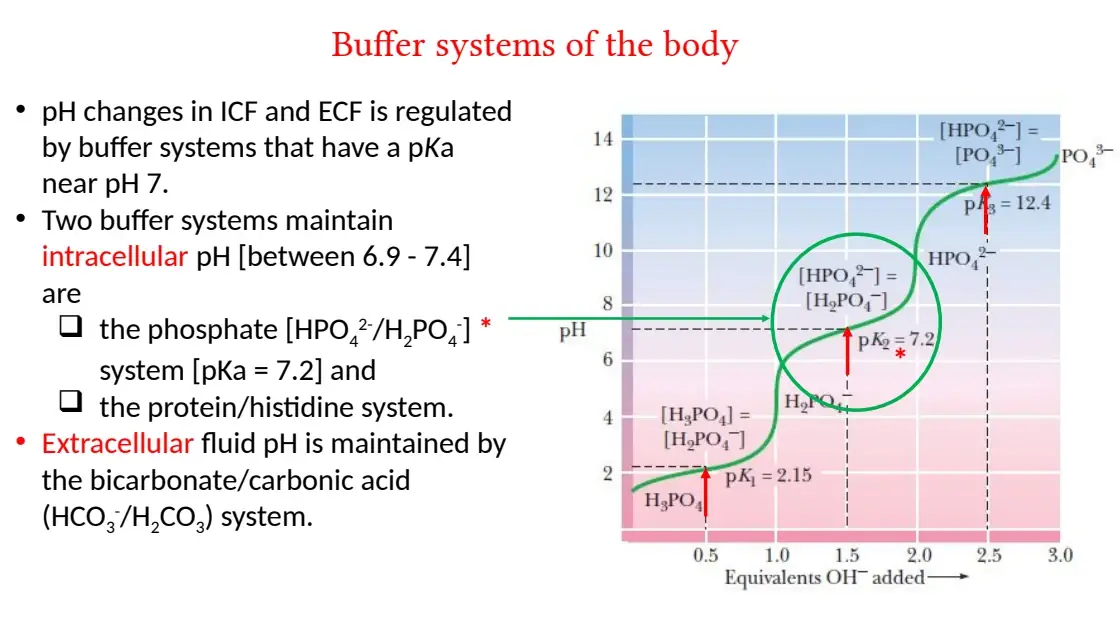 Buffer systems of the body
• pH changes in ICF and ECF is regulated
by buffer systems that have a pKa
near pH 7.
• Two buffer systems maintain
intracellular pH [between 6.9 - 7.4]
are
❑ the phosphate [HPO₄²⁻/H₂PO₄⁻] *
system [pKa = 7.2] and
❑ the protein/histidine system.
• Extracellular fluid pH is maintained by
the bicarbonate/carbonic acid
(HCO₃⁻/H₂CO₃) system.
pH
14
12
10
8
6
4
2
[HPO₄²⁻] =
[PO₄³⁻]
PO₄³⁻
pK₃ = 12.4
HPO₄²⁻
[HPO₄²⁻] =
[H₂PO₄⁻]
pK₂ = 7.2
*
H₂PO₄⁻
[H₃PO₄] =
[H₂PO₄⁻]
pK₁ = 2.15
H₃PO₄
0.5 1.0 1.5 2.0 2.5 3.0
Equivalents OH⁻ added